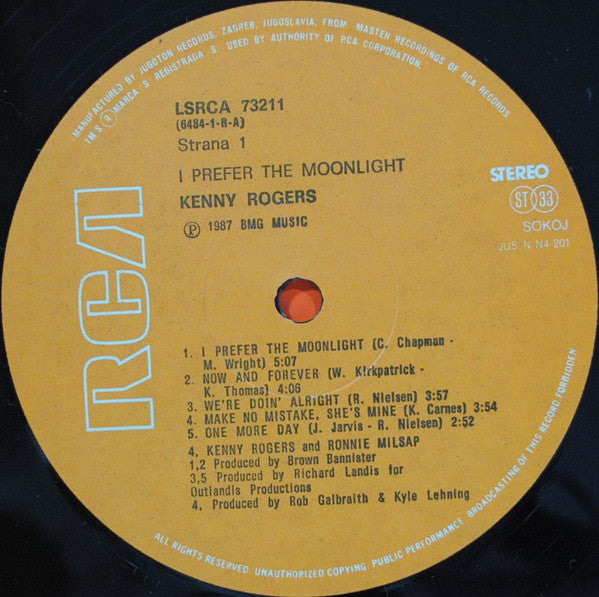 MANUFACTURED BY JUGOTON RECORDS, ZAGREB, JUGOSLAVIA, FROM MASTER RECORDINGS OF RCA RECORDS
TM S ® MARCA S REGISTRADA S. USED BY AUTHORITY OF RCA CORPORATION.
LSRCA 73211
(6484-1-R-A)
Strana 1
I PREFER THE MOONLIGHT
KENNY ROGERS
℗ 1987 BMG MUSIC
STEREO
ST 33
SOKOJ
JUS N N4 201
RCA
1. I PREFER THE MOONLIGHT (C. Chapman -
M. Wright) 5:07
2. NOW AND FOREVER (W. Kirkpatrick -
K. Thomas) 4:06
3. WE'RE DOIN' ALRIGHT (R. Nielsen) 3:57
4. MAKE NO MISTAKE, SHE'S MINE (K. Carnes) 3:54
5. ONE MORE DAY (J. Jarvis - R. Nielsen) 2:52
4, KENNY ROGERS and RONNIE MILSAP
1,2 Produced by Brown Bannister
3,5 Produced by Richard Landis for
Outlandis Productions
4, Produced by Rob Galbraith & Kyle Lehning
ALL RIGHTS RESERVED UNAUTHORIZED COPYING, PUBLIC PERFORMANCE BROADCASTING OF THIS RECORD FORBIDDEN